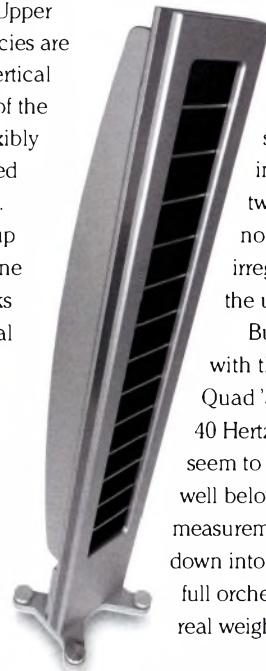 Upper
cies are
ertical
of the
xibly
ed
.
up
ne
ks
al
s
in
tw
no
irreg
the u
Bu
with th
Quad '
40 Hertz
seem to
well belo
measurem
down into
full orche
real weigh